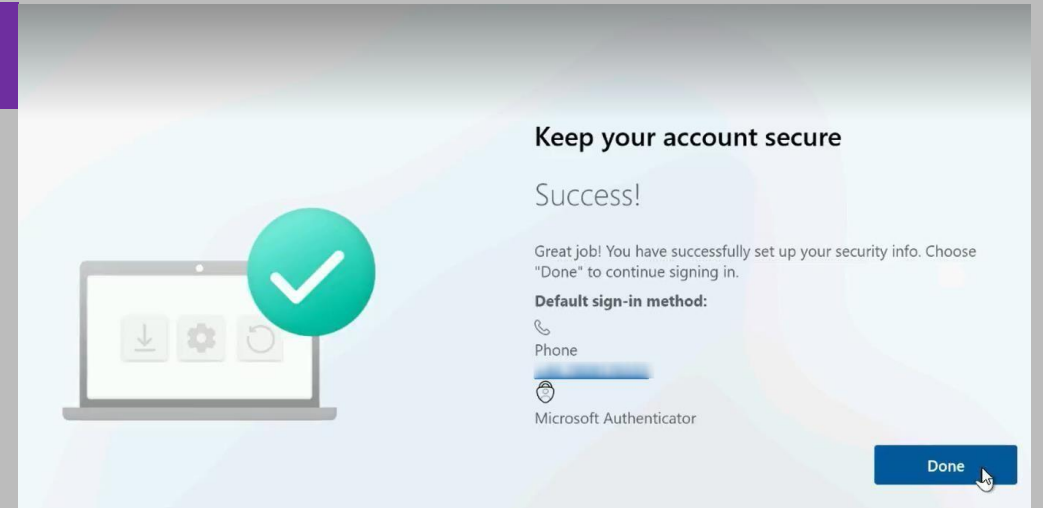 Keep your account secure
Success!
Great job! You have successfully set up your security info. Choose
"Done" to continue signing in.
Default sign-in method:
Phone
Microsoft Authenticator
Done